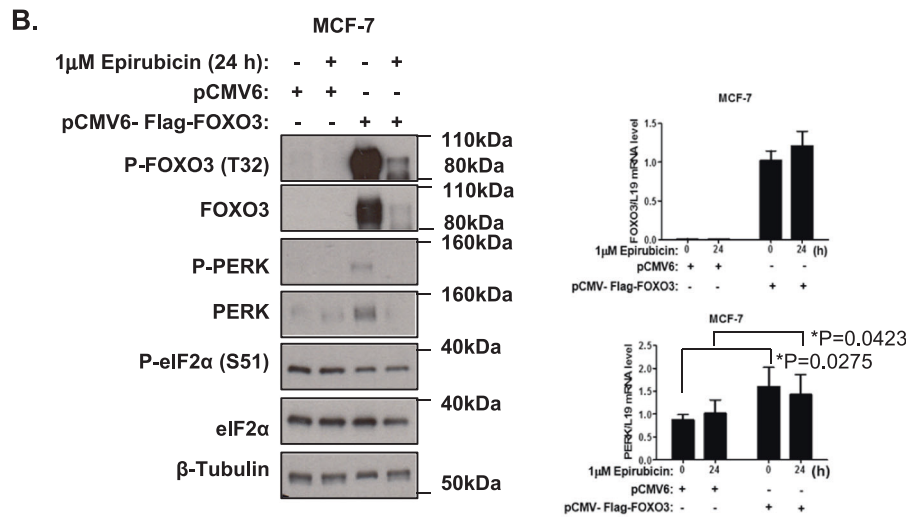 B.
MCF-7
1μM Epirubicin (24 h): - + - +
pCMV6: + + - -
pCMV6- Flag-FOXO3: - - + +
P-FOXO3 (T32)
110kDa
80kDa
FOXO3
110kDa
80kDa
P-PERK
160kDa
PERK
160kDa
P-eIF2α (S51)
40kDa
eIF2α
40kDa
β-Tubulin
50kDa
MCF-7
FOXO3/L19 mRNA level
1.5
1.0
0.5
0.0
1μM Epirubicin: 0 24 0 24 (h)
pCMV6: + + - -
pCMV- Flag-FOXO3: - - + +
MCF-7
*P=0.0423
*P=0.0275
PERK/L19 mRNA level
2.5
2.0
1.5
1.0
0.5
0.0
1μM Epirubicin: 0 24 0 24 (h)
pCMV6: + + - -
pCMV- Flag-FOXO3: - - + +